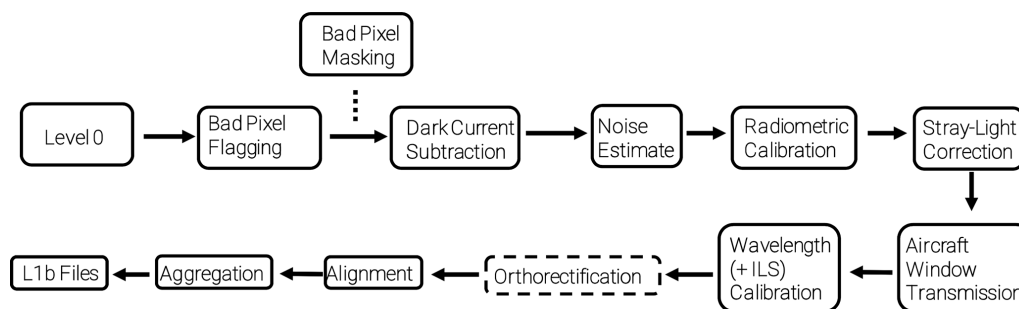 Bad Pixel
Masking
Level 0
Bad Pixel
Flagging
Dark Current
Subtraction
Noise
Estimate
Radiometric
Calibration
Stray-Light
Correction
L1b Files
Aggregation
Alignment
Orthorectification
Wavelength
(+ ILS)
Calibration
Aircraft
Window
Transmission